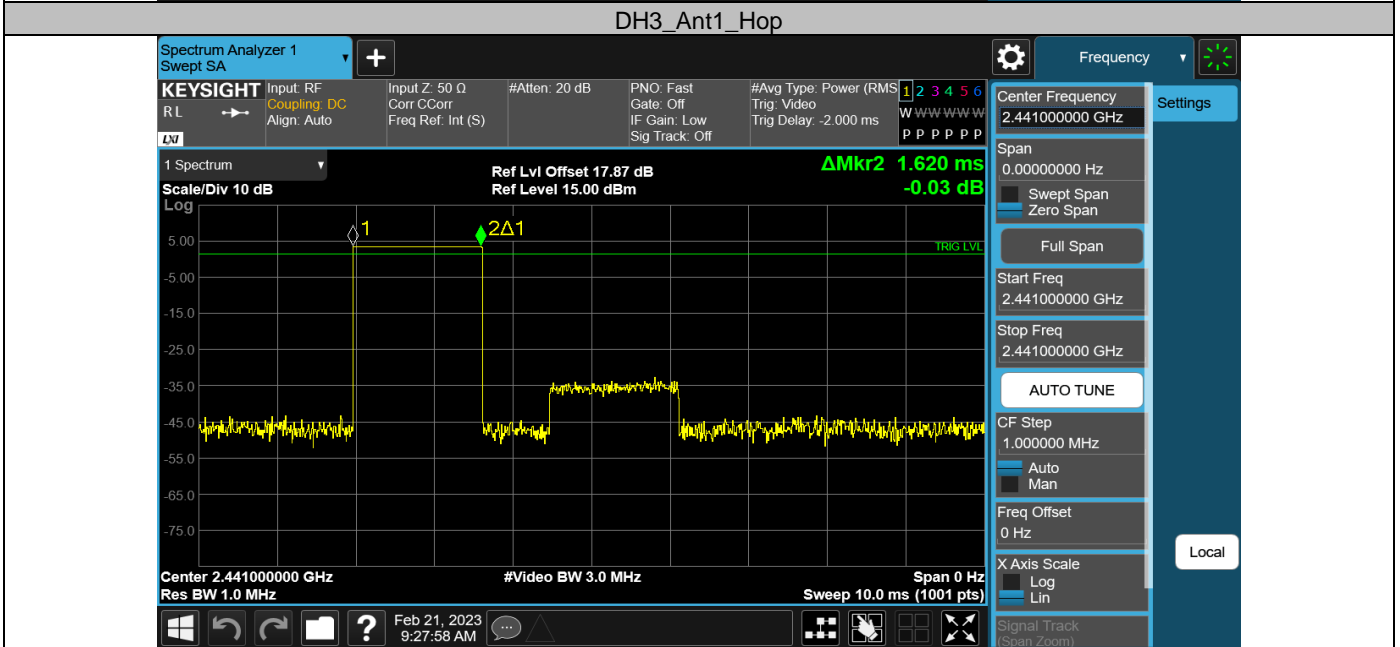 DH3_Ant1_Hop
Spectrum Analyzer 1
Swept SA
Frequency
KEYSIGHT
RL
LXI
Input: RF
Coupling: DC
Align: Auto
Input Z: 50 Ω
Corr CCorr
Freq Ref: Int (S)
#Atten: 20 dB
PNO: Fast
Gate: Off
IF Gain: Low
Sig Track: Off
#Avg Type: Power (RMS
Trig: Video
Trig Delay: -2.000 ms
1 2 3 4 5 6
W W W W W W
P P P P P P
1 Spectrum
Scale/Div 10 dB
Ref Lvl Offset 17.87 dB
Ref Level 15.00 dBm
ΔMkr2 1.620 ms
-0.03 dB
Log
1
2Δ1
TRIG LVL
5.00
-5.00
-15.0
-25.0
-35.0
-45.0
-55.0
-65.0
-75.0
Center 2.441000000 GHz
Res BW 1.0 MHz
#Video BW 3.0 MHz
Span 0 Hz
Sweep 10.0 ms (1001 pts)
Center Frequency
2.441000000 GHz
Settings
Span
0.00000000 Hz
Swept Span
Zero Span
Full Span
Start Freq
2.441000000 GHz
Stop Freq
2.441000000 GHz
AUTO TUNE
CF Step
1.000000 MHz
Auto
Man
Freq Offset
0 Hz
X Axis Scale
Log
Lin
Signal Track
(Span Zoom)
Local
?
Feb 21, 2023
9:27:58 AM